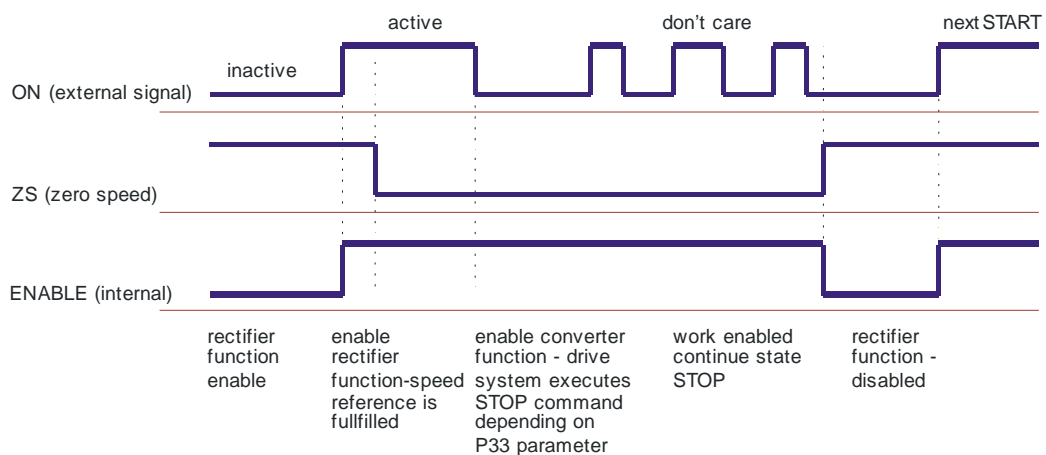 active
don't care
next START
inactive
ON (external signal)
ZS (zero speed)
ENABLE (internal)
rectifier
function
enable
enable
rectifier
function-speed
reference is
fullfilled
enable converter
function - drive
system executes
STOP command
depending on
P33 parameter
work enabled
continue state
STOP
rectifier
function -
disabled